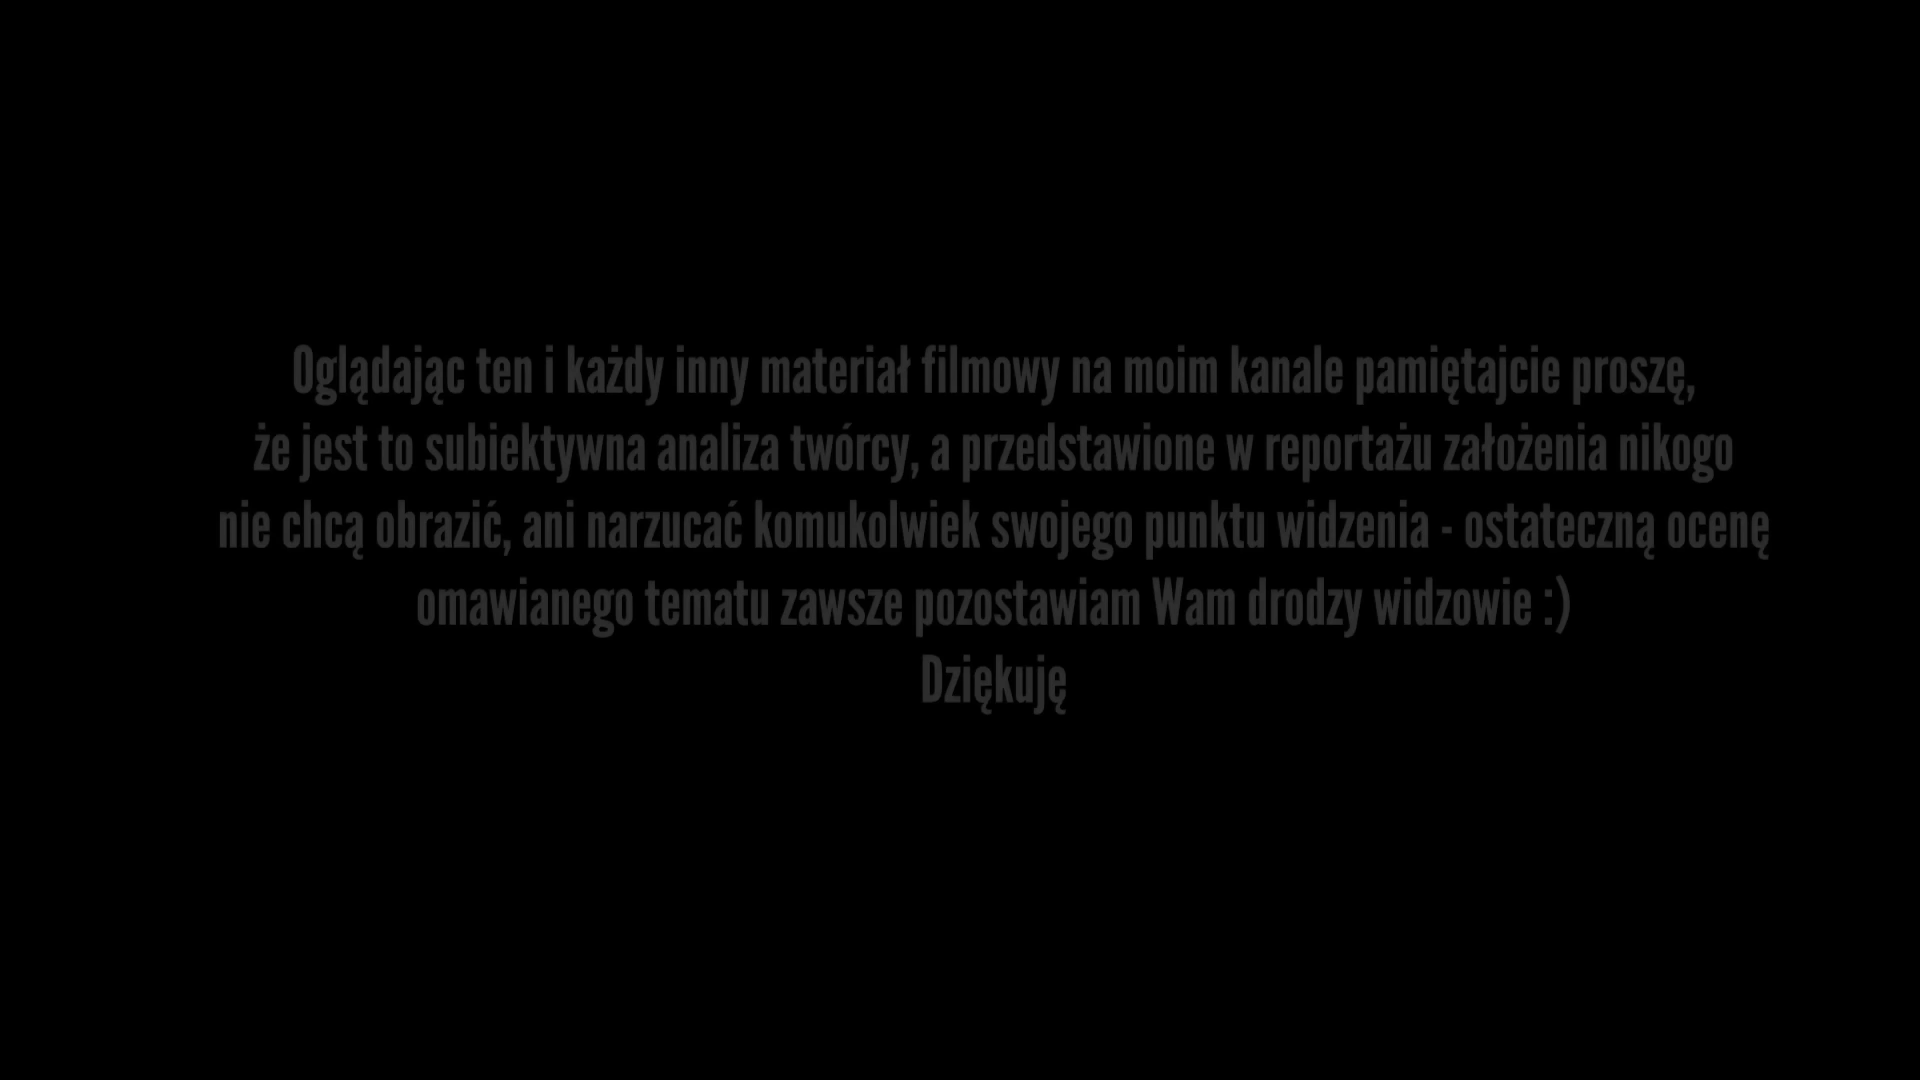 Oglądając ten i każdy inny materiał filmowy na moim kanale pamiętajcie proszę,
że jest to subiektywna analiza twórcy, a przedstawione w reportażu założenia nikogo
nie chcą obrazić, ani narzucać komukolwiek swojego punktu widzenia - ostateczną ocenę
omawianego tematu zawsze pozostawiam Wam drodzy widzowie :)
Dziękuję